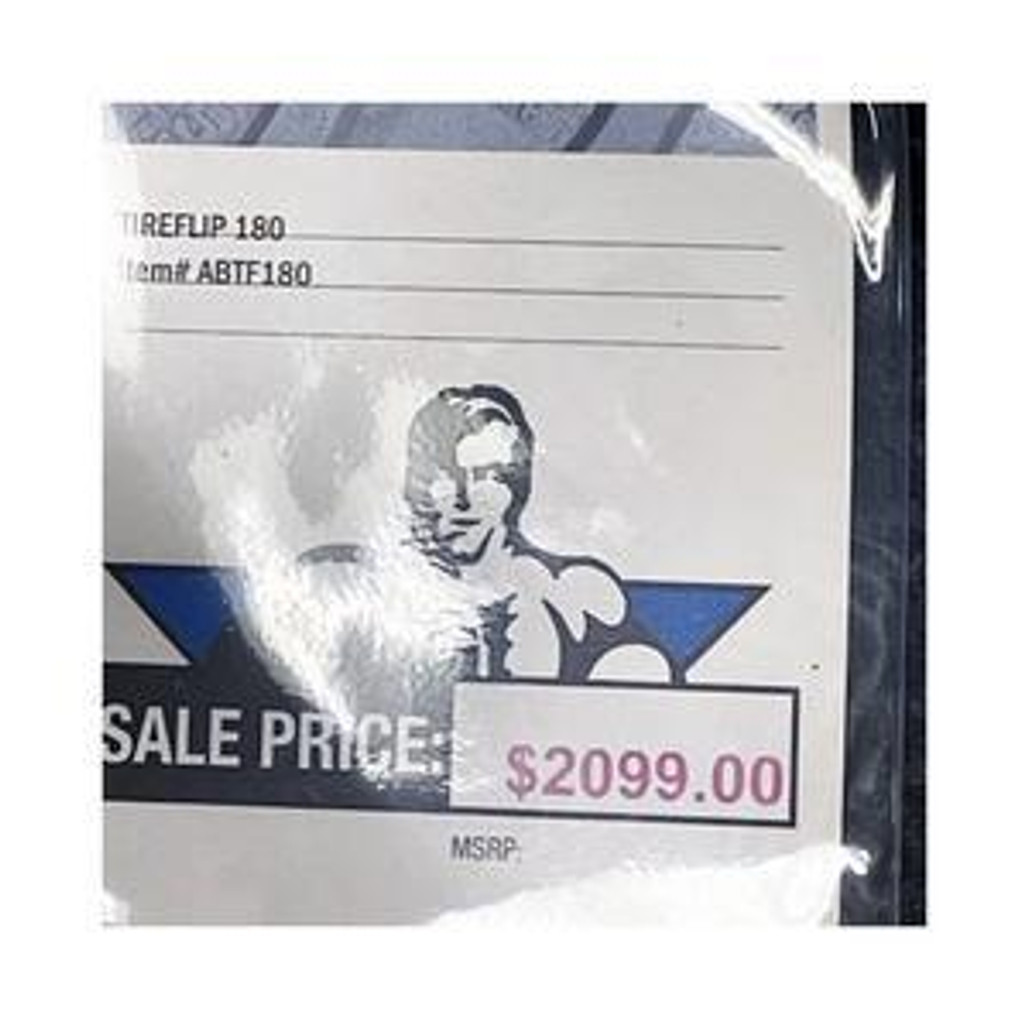 TIREFLIP 180
Item# ABTF180
SALE PRICE: $2099.00
MSRP: